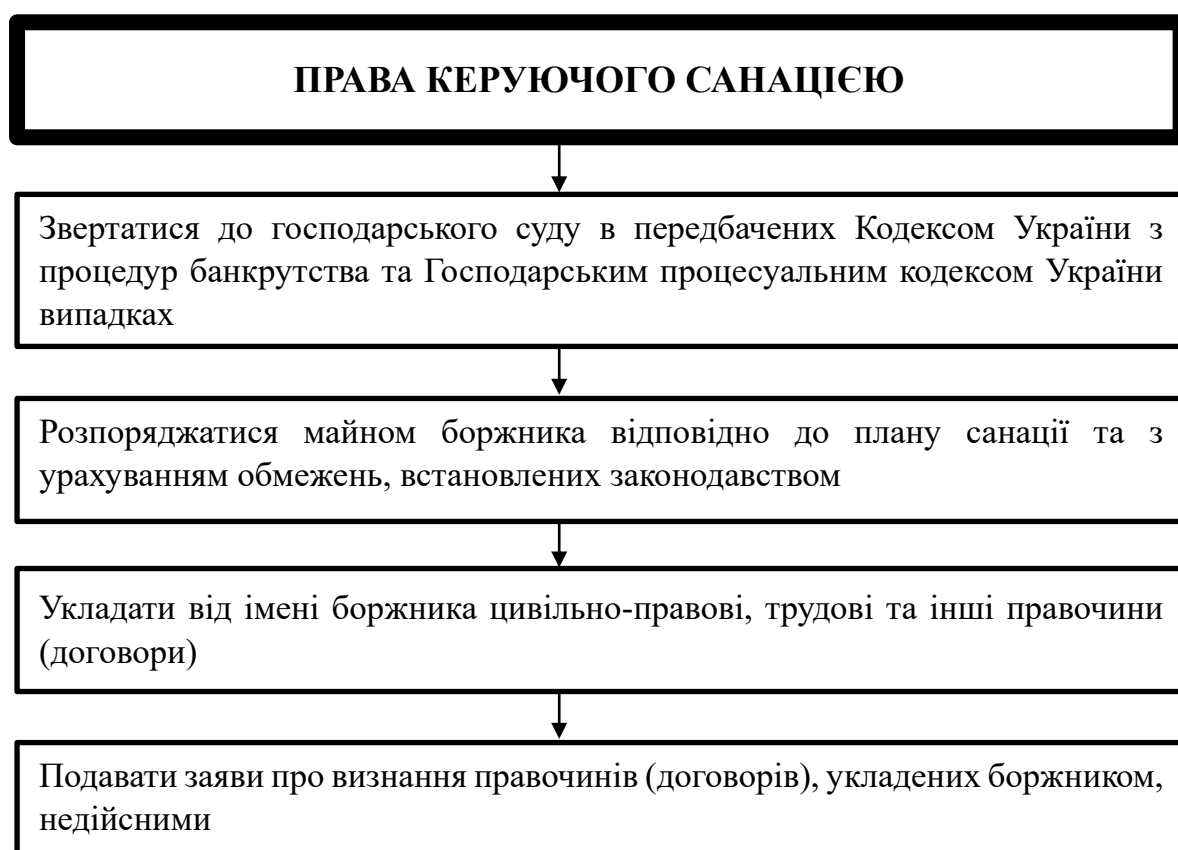 ПРАВА КЕРУЮЧОГО САНАЦІЄЮ
Звертатися до господарського суду в передбачених Кодексом України з
процедур банкрутства та Господарським процесуальним кодексом України
випадках
Розпоряджатися майном боржника відповідно до плану санації та з
урахуванням обмежень, встановлених законодавством
Укладати від імені боржника цивільно-правові, трудові та інші правочини
(договори)
Подавати заяви про визнання правочинів (договорів), укладених боржником,
недійсними